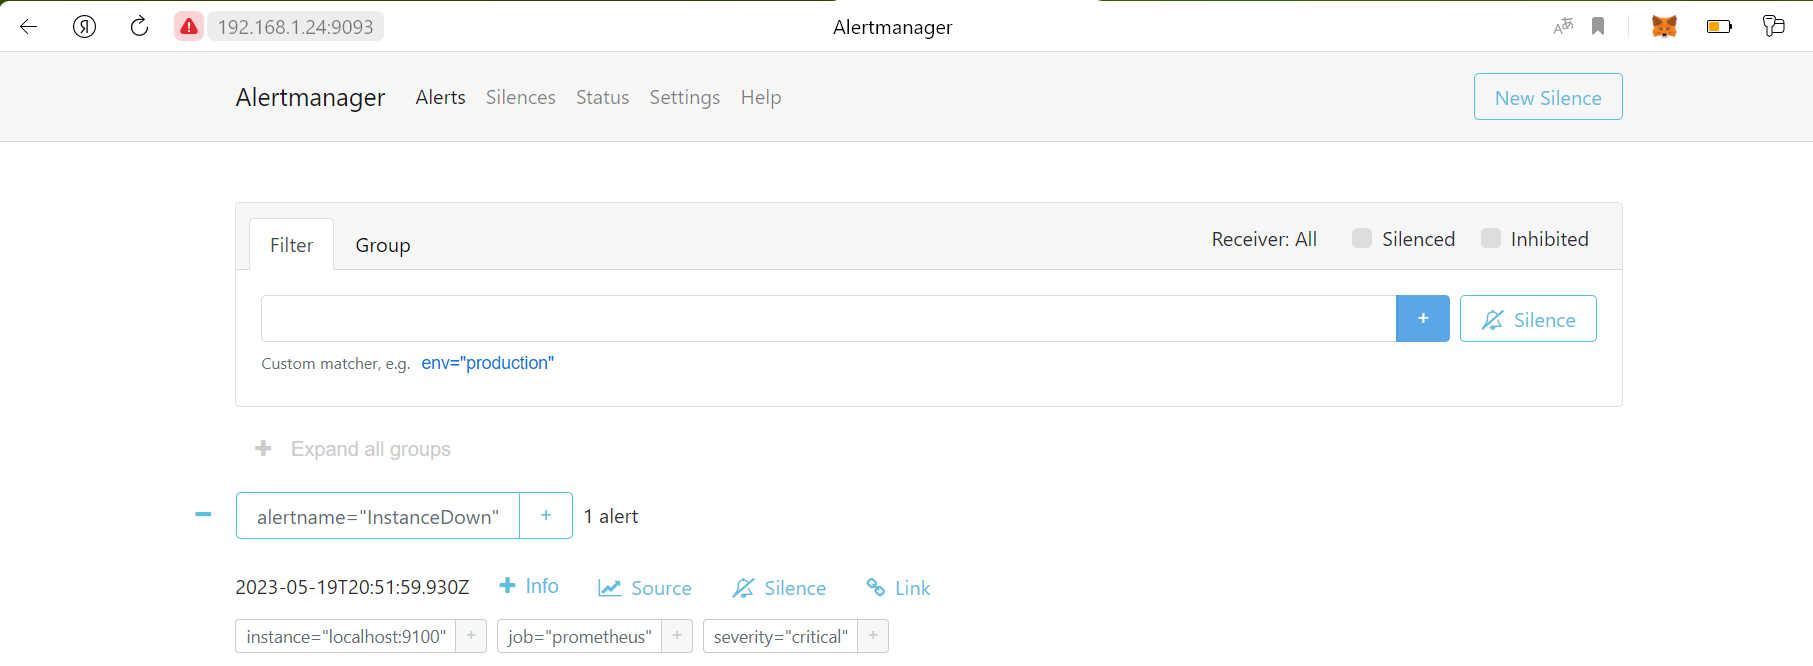 Я 192.168.1.24:9093 Alertmanager
Alertmanager Alerts Silences Status Settings Help New Silence
Filter Group Receiver: All Silenced Inhibited
+ Silence
Custom matcher, e.g. env="production"
+ Expand all groups
alertname="InstanceDown" + 1 alert
2023-05-19T20:51:59.930Z + Info Source Silence Link
instance="localhost:9100" + job="prometheus" + severity="critical" +